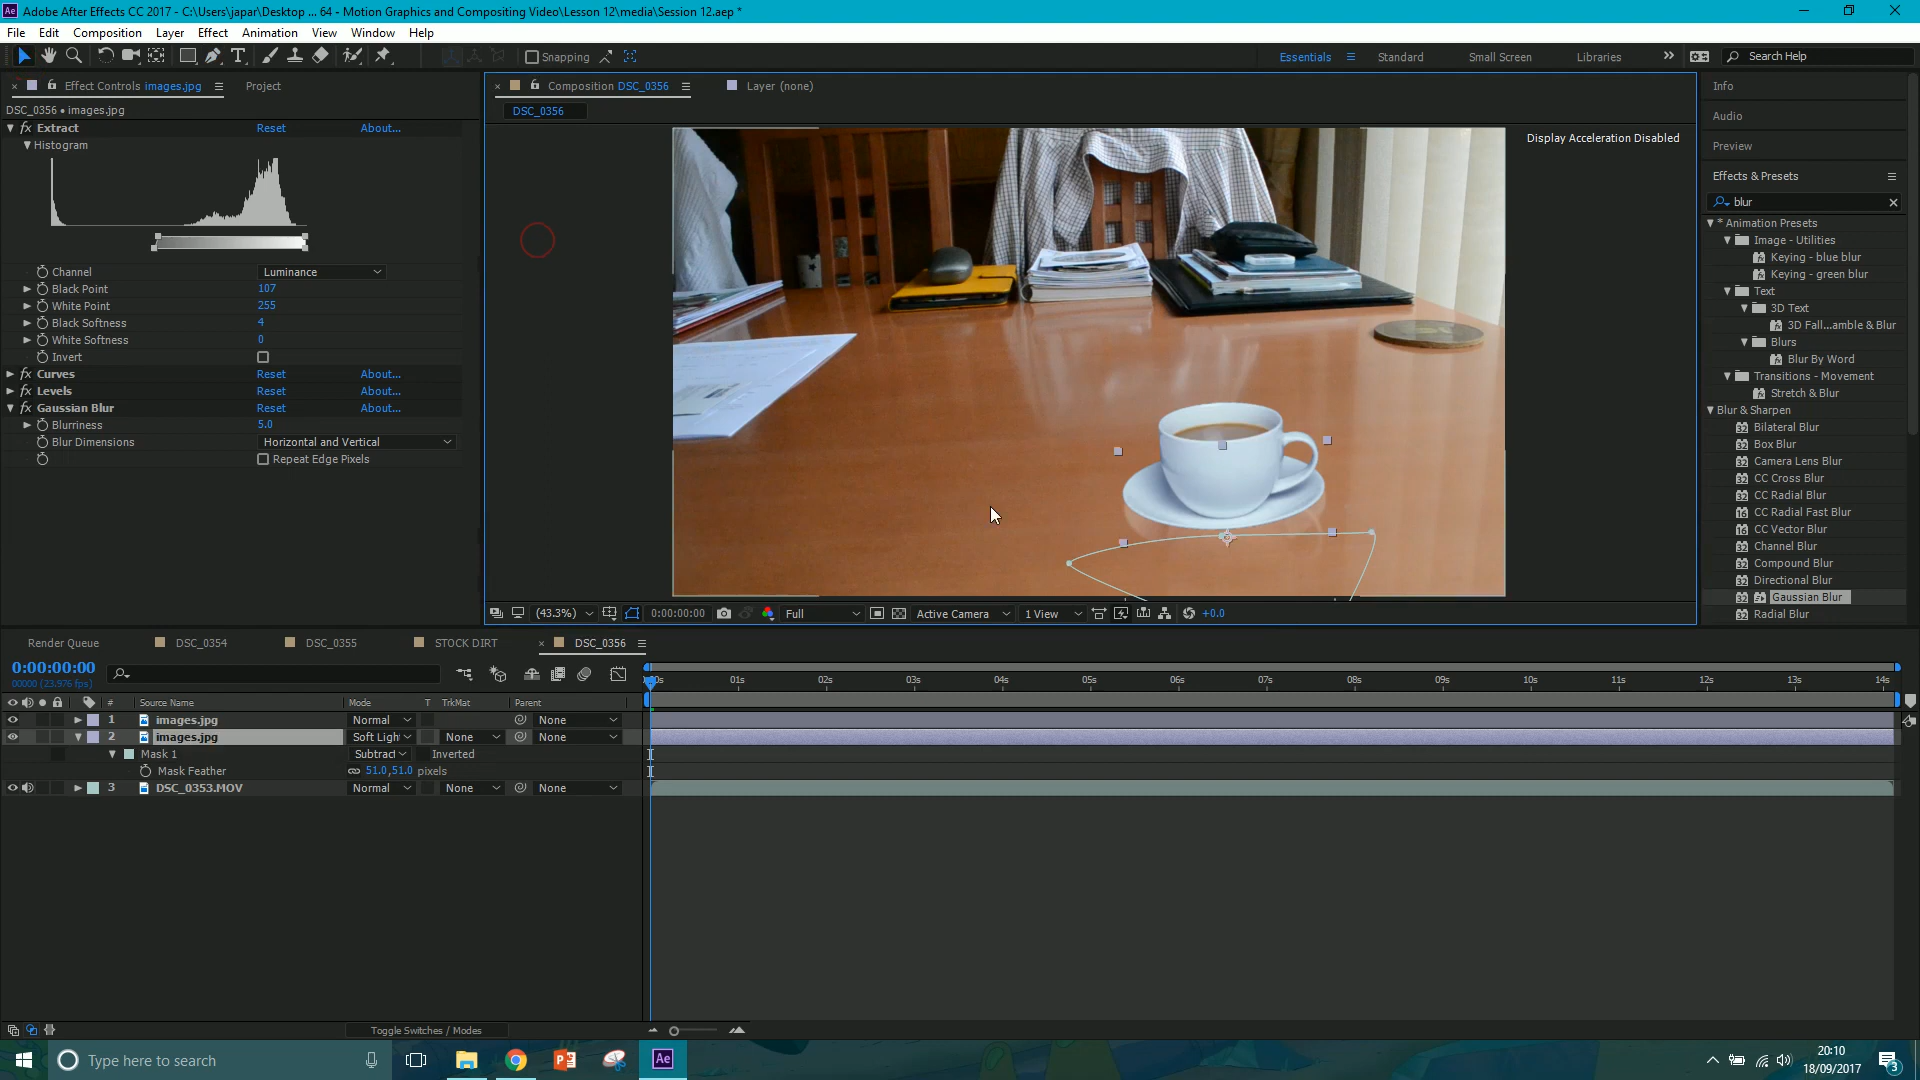 Adobe After Effects CC 2017 - C:\Users\japar\Desktop ... 64 - Motion Graphics and Compositing Video\Lesson 12\media\Session 12.aep *
File Edit Composition Layer Effect Animation View Window Help
Snapping
Essentials Standard Small Screen Libraries Search Help
Effect Controls images.jpg Project
Composition DSC_0356 Layer (none)
DSC_0356 • images.jpg
DSC_0356
fx Extract Reset About...
Histogram
Display Acceleration Disabled
Channel Luminance
Black Point 107
White Point 255
Black Softness 4
White Softness 0
Invert
fx Curves Reset About...
fx Levels Reset About...
fx Gaussian Blur Reset About...
Blurriness 5.0
Blur Dimensions Horizontal and Vertical
Repeat Edge Pixels
(43.3%) 0:00:00:00 Full Active Camera 1 View +0.0
Info
Audio
Preview
Effects & Presets
blur
* Animation Presets
Image - Utilities
Keying - blue blur
Keying - green blur
Text
3D Text
3D Fall...amble & Blur
Blurs
Blur By Word
Transitions - Movement
Stretch & Blur
Blur & Sharpen
Bilateral Blur
Box Blur
Camera Lens Blur
CC Cross Blur
CC Radial Blur
CC Radial Fast Blur
CC Vector Blur
Channel Blur
Compound Blur
Directional Blur
Gaussian Blur
Radial Blur
Render Queue DSC_0354 DSC_0355 STOCK DIRT DSC_0356
0:00:00:00
00000 (23.976 fps)
01s 02s 03s 04s 05s 06s 07s 08s 09s 10s 11s 12s 13s 14s
# Source Name Mode T TrkMat Parent
1 images.jpg Normal None
2 images.jpg Soft Light None None
Mask 1 Subtract Inverted
Mask Feather 51.0,51.0 pixels
3 DSC_0353.MOV Normal None None
Toggle Switches / Modes
Type here to search
Ae
20:10
18/09/2017
3